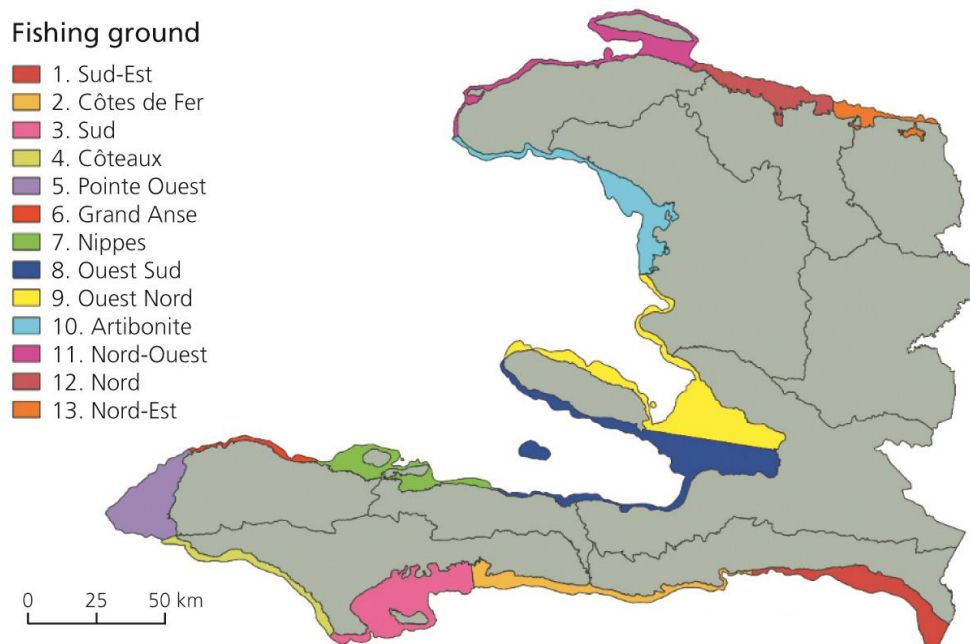 Fishing ground
1. Sud-Est
2. Côtes de Fer
3. Sud
4. Côteaux
5. Pointe Ouest
6. Grand Anse
7. Nippes
8. Ouest Sud
9. Ouest Nord
10. Artibonite
11. Nord-Ouest
12. Nord
13. Nord-Est
0 25 50 km